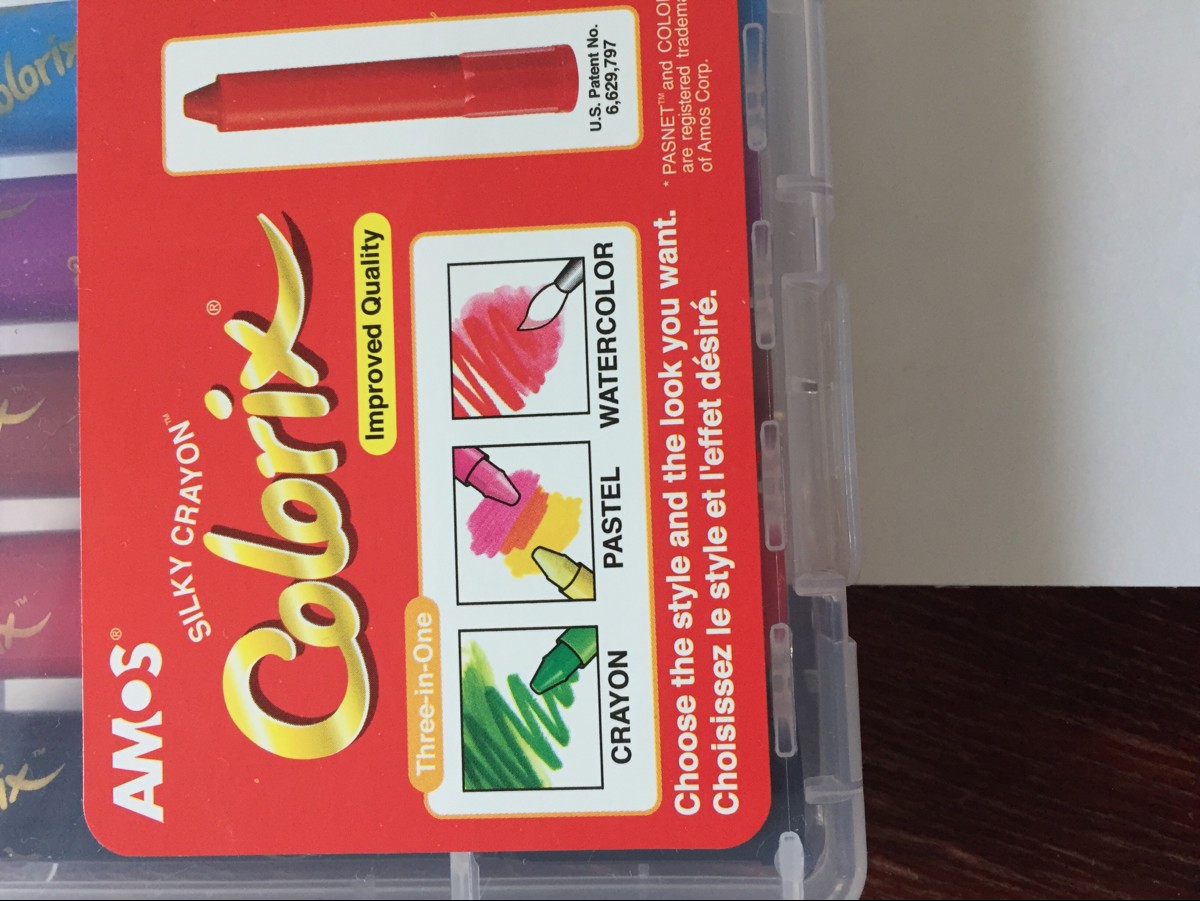 AMOS®
SILKY CRAYON™
Colorix®
Improved Quality
Three-in-One
CRAYON
PASTEL
WATERCOLOR
Choose the style and the look you want.
Choisissez le style et l'effet désiré.
U.S. Patent No.
6,629,797
* PASNET™ and
are registered
of Amos Corp.